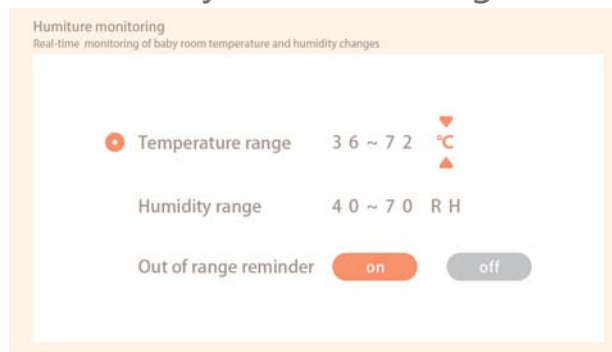 Humiture monitoring
Real-time monitoring of baby room temperature and humidity changes
Temperature range 36~72 °C
Humidity range 40~70 RH
Out of range reminder on off